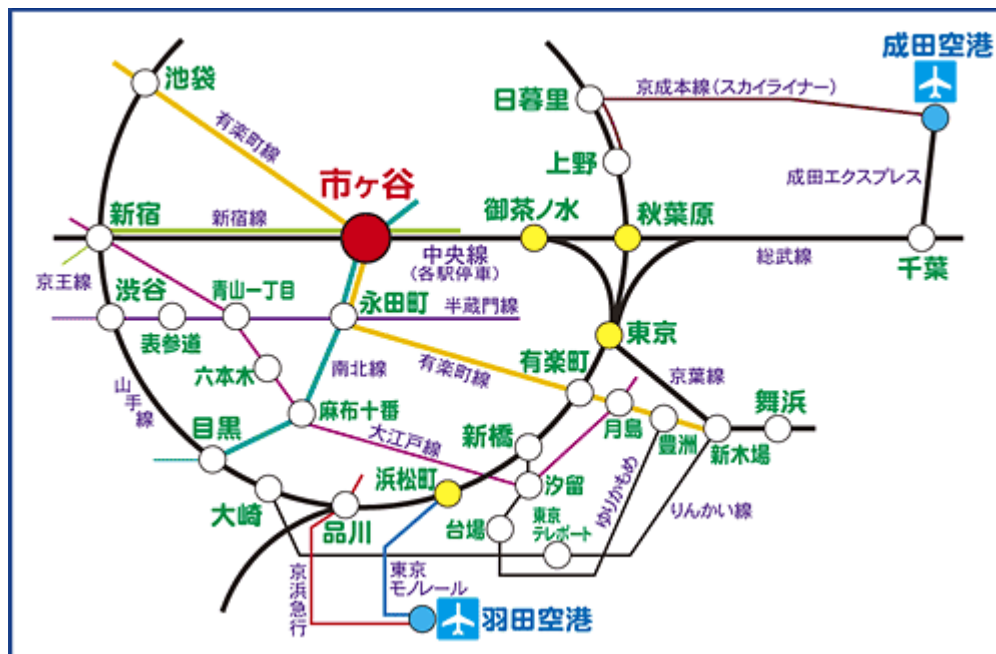 成田空港
池袋
日暮里
京成本線(スカイライナー)
有楽町線
上野
成田エクスプレス
市ヶ谷
新宿
新宿線
御茶ノ水
秋葉原
中央線
(各駅停車)
総武線
千葉
京王線
渋谷
青山一丁目
永田町
半蔵門線
表参道
東京
六本木
南北線
有楽町線
有楽町
京葉線
山手線
麻布十番
舞浜
目黒
大江戸線
新橋
月島
豊洲
新木場
浜松町
汐留
ゆりかもめ
りんかい線
大崎
品川
台場
東京
テレポート
京浜急行
東京
モノレール
羽田空港